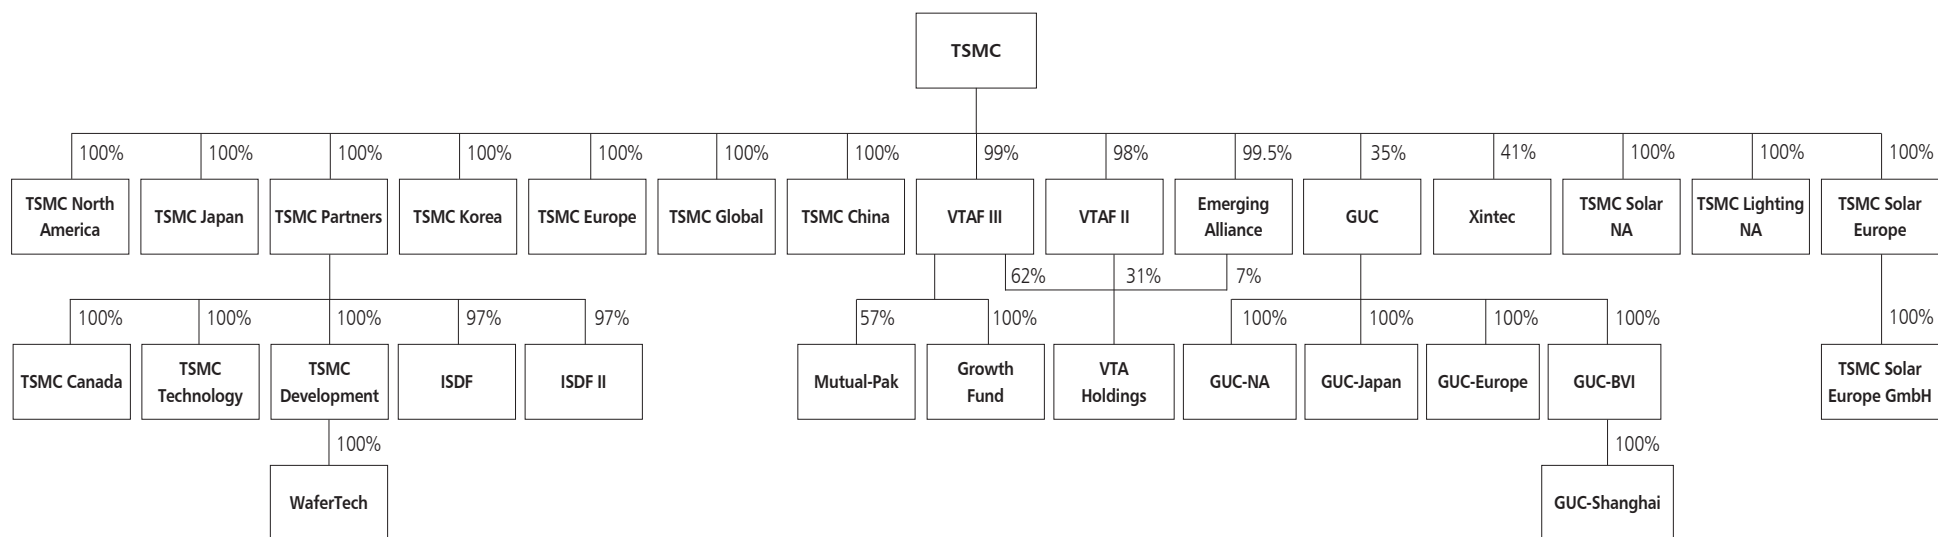 TSMC
100% 100% 100% 100% 100% 100% 100% 99% 98% 99.5% 35% 41% 100% 100% 100%
TSMC North
America
TSMC Japan
TSMC Partners
TSMC Korea
TSMC Europe
TSMC Global
TSMC China
VTAF III
VTAF II
Emerging
Alliance
GUC
Xintec
TSMC Solar
NA
TSMC Lighting
NA
TSMC Solar
Europe
62% 31% 7%
100% 100% 100% 97% 97% 57% 100% 100% 100% 100% 100% 100%
TSMC Canada
TSMC
Technology
TSMC
Development
ISDF
ISDF II
Mutual-Pak
Growth
Fund
VTA
Holdings
GUC-NA
GUC-Japan
GUC-Europe
GUC-BVI
TSMC Solar
Europe GmbH
100% 100%
WaferTech
GUC-Shanghai